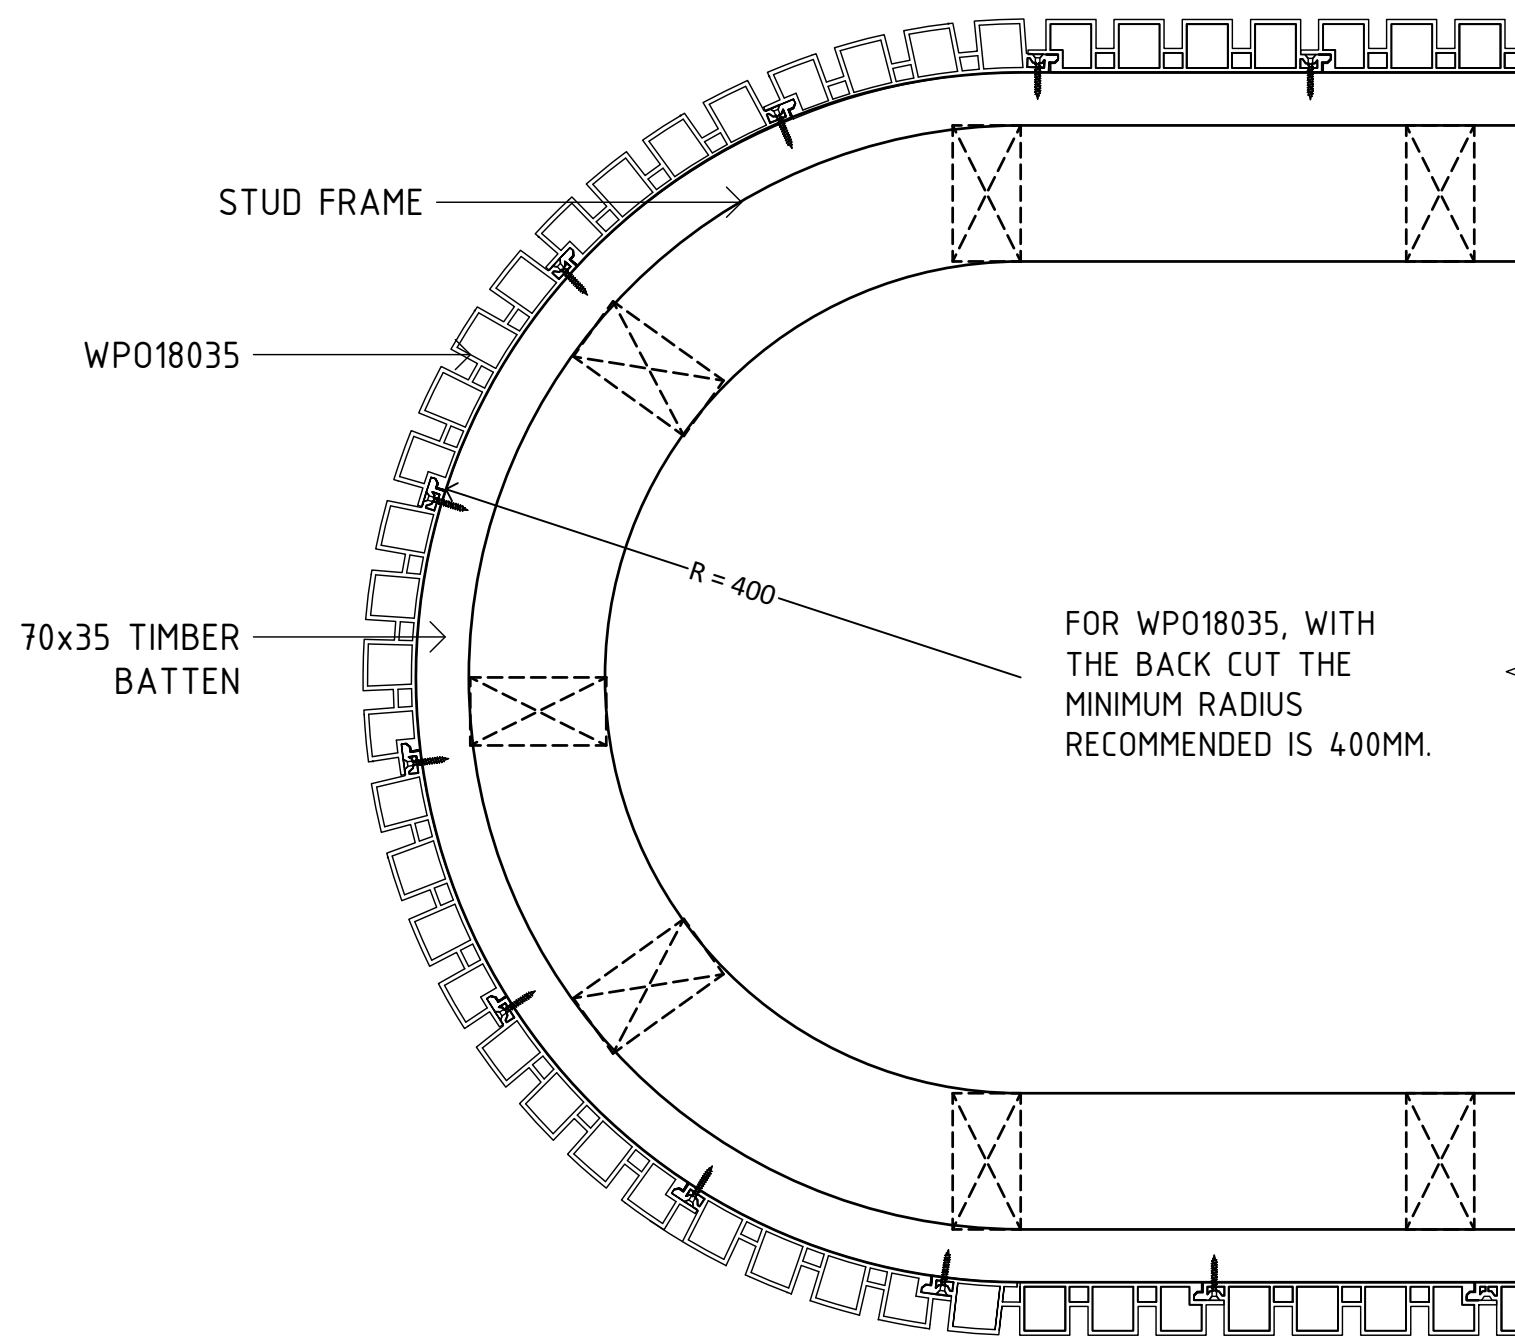 STUD FRAME
WPO18035
R = 400
70x35 TIMBER
BATTEN
FOR WPO18035, WITH
THE BACK CUT THE
MINIMUM RADIUS
RECOMMENDED IS 400MM.